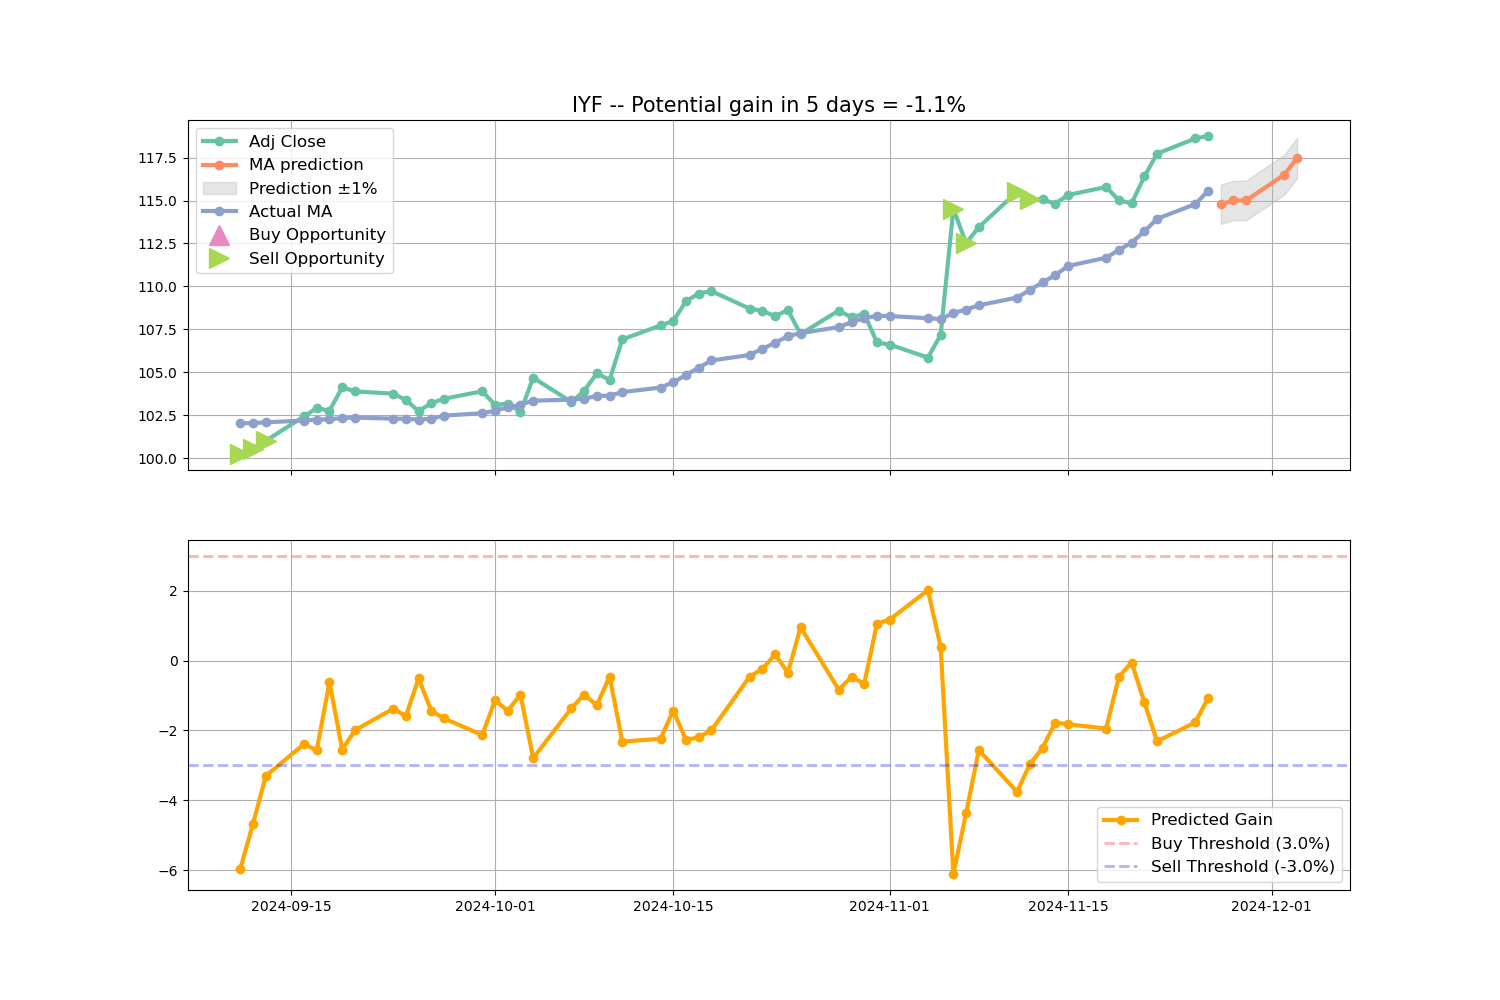 IYF -- Potential gain in 5 days = -1.1%
Adj Close
MA prediction
Prediction ±1%
Actual MA
Buy Opportunity
Sell Opportunity
117.5
115.0
112.5
110.0
107.5
105.0
102.5
100.0
2
0
−2
−4
−6
Predicted Gain
Buy Threshold (3.0%)
Sell Threshold (-3.0%)
2024-09-15
2024-10-01
2024-10-15
2024-11-01
2024-11-15
2024-12-01